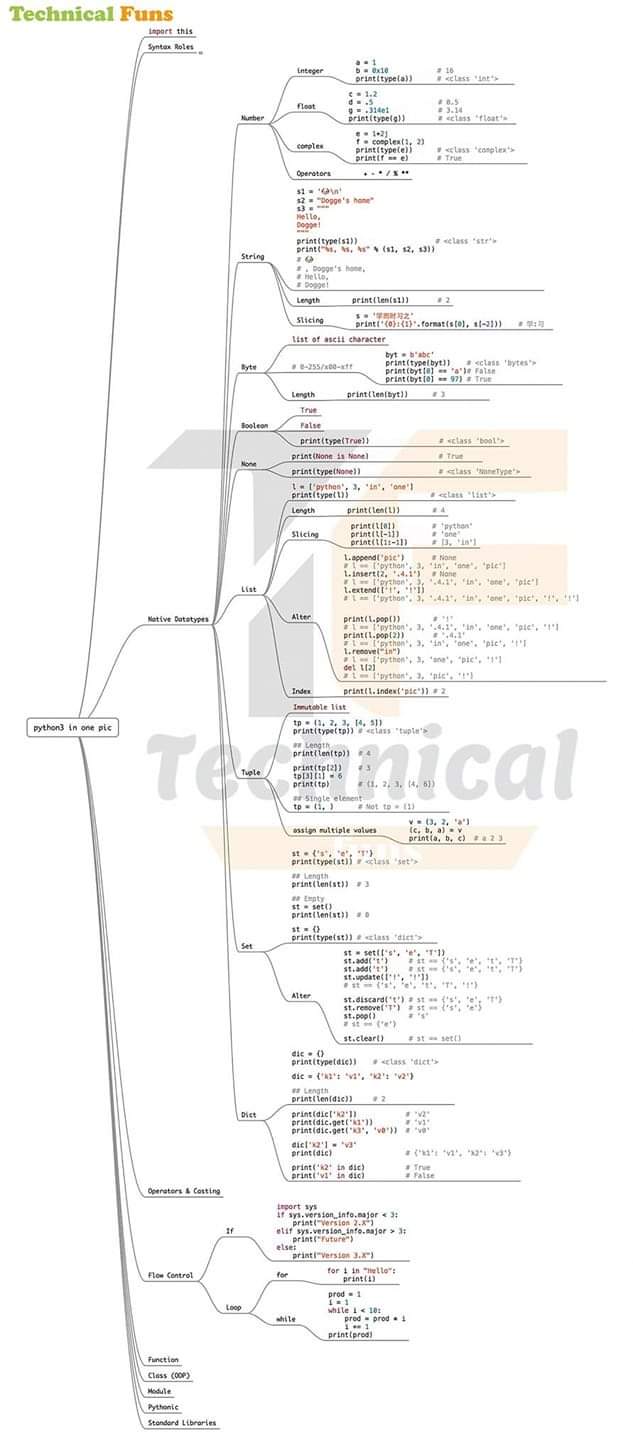 Technical Funs
import this
Syntax Roles
Number
integer
a = 1
b = 0x10 # 16
print(type(a)) # <class 'int'>
float
c = 1.2
d = .5 # 0.5
g = .314e1 # 3.14
print(type(g)) # <class 'float'>
complex
e = 1+2j
f = complex(1, 2)
print(type(e)) # <class 'complex'>
print(f == e) # True
Operators + - * / % **
String
s1 = '🐶\n'
s2 = "Dogge's home"
s3 = """
Hello,
Dogge!
"""
print(type(s1)) # <class 'str'>
print("%s, %s, %s" % (s1, s2, s3))
# 🐶
# , Dogge's home,
# Hello,
# Dogge!
Length print(len(s1)) # 2
Slicing
s = '学而时习之'
print('{0}:{1}'.format(s[0], s[-2])) # 学:习
Byte
list of ascii character
# 0-255/x00-xff
byt = b'abc'
print(type(byt)) # <class 'bytes'>
print(byt[0] == 'a')# False
print(byt[0] == 97) # True
Length print(len(byt)) # 3
Boolean
True
False
print(type(True)) # <class 'bool'>
None
print(None is None) # True
print(type(None)) # <class 'NoneType'>
Native Datatypes
List
l = ['python', 3, 'in', 'one']
print(type(l)) # <class 'list'>
Length print(len(l)) # 4
Slicing
print(l[0]) # 'python'
print(l[-1]) # 'one'
print(l[1:-1]) # [3, 'in']
Alter
l.append('pic') # None
# l == ['python', 3, 'in', 'one', 'pic']
l.insert(2, '.4.1') # None
# l == ['python', 3, '.4.1', 'in', 'one', 'pic']
l.extend(['!', '!'])
# l == ['python', 3, '.4.1', 'in', 'one', 'pic', '!', '!']
print(l.pop()) # '!'
# l == ['python', 3, '.4.1', 'in', 'one', 'pic', '!']
print(l.pop(2)) # '.4.1'
# l == ['python', 3, 'in', 'one', 'pic', '!']
l.remove("in")
# l == ['python', 3, 'one', 'pic', '!']
del l[2]
# l == ['python', 3, 'pic', '!']
Index print(l.index('pic')) # 2
python3 in one pic
Tuple
Immutable list
tp = (1, 2, 3, [4, 5])
print(type(tp)) # <class 'tuple'>
## Length
print(len(tp)) # 4
print(tp[2]) # 3
tp[3][1] = 6
print(tp) # (1, 2, 3, [4, 6])
## Single element
tp = (1, ) # Not tp = (1)
assign multiple values
v = (3, 2, 'a')
(c, b, a) = v
print(a, b, c) # a 2 3
Technical
Funs
Set
st = {'s', 'e', 'T'}
print(type(st)) # <class 'set'>
## Length
print(len(st)) # 3
## Empty
st = set()
print(len(st)) # 0
st = {}
print(type(st)) # <class 'dict'>
Alter
st = set(['s', 'e', 'T'])
st.add('t') # st == {'s', 'e', 't', 'T'}
st.add('t') # st == {'s', 'e', 't', 'T'}
st.update(['!', '!'])
# st == {'s', 'e', 't', 'T', '!'}
st.discard('t') # st == {'s', 'e', 'T'}
st.remove('T') # st == {'s', 'e'}
st.pop() # 's'
# st == {'e'}
st.clear() # st == set()
Dict
dic = {}
print(type(dic)) # <class 'dict'>
dic = {'k1': 'v1', 'k2': 'v2'}
## Length
print(len(dic)) # 2
print(dic['k2']) # 'v2'
print(dic.get('k1')) # 'v1'
print(dic.get('k3', 'v0')) # 'v0'
dic['k2'] = 'v3'
print(dic) # {'k1': 'v1', 'k2': 'v3'}
print('k2' in dic) # True
print('v1' in dic) # False
Operators & Casting
Flow Control
If
import sys
if sys.version_info.major < 3:
print("Version 2.X")
elif sys.version_info.major > 3:
print("Future")
else:
print("Version 3.X")
Loop
for
for i in "Hello":
print(i)
while
prod = 1
i = 1
while i < 10:
prod = prod * i
i += 1
print(prod)
Function
Class (OOP)
Module
Pythonic
Standard Libraries